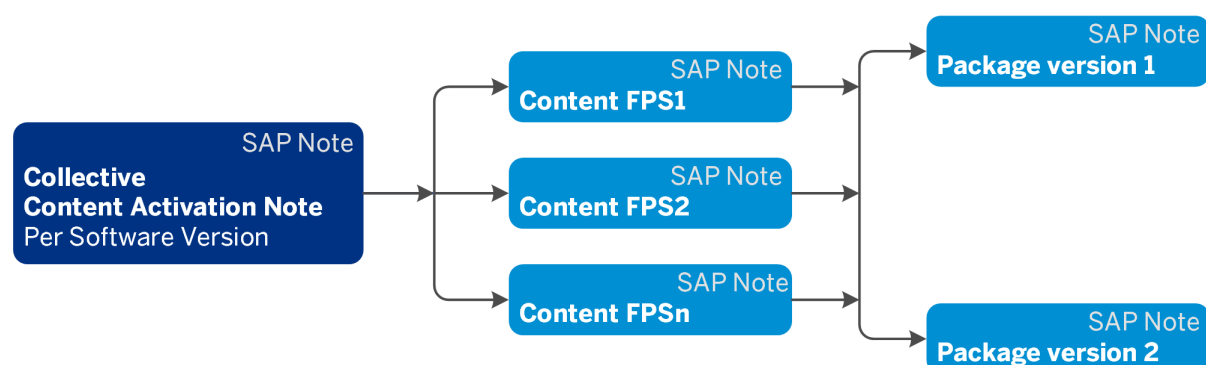 SAP Note
Collective
Content Activation Note
Per Software Version
SAP Note
Content FPS1
SAP Note
Content FPS2
SAP Note
Content FPSn
SAP Note
Package version 1
SAP Note
Package version 2